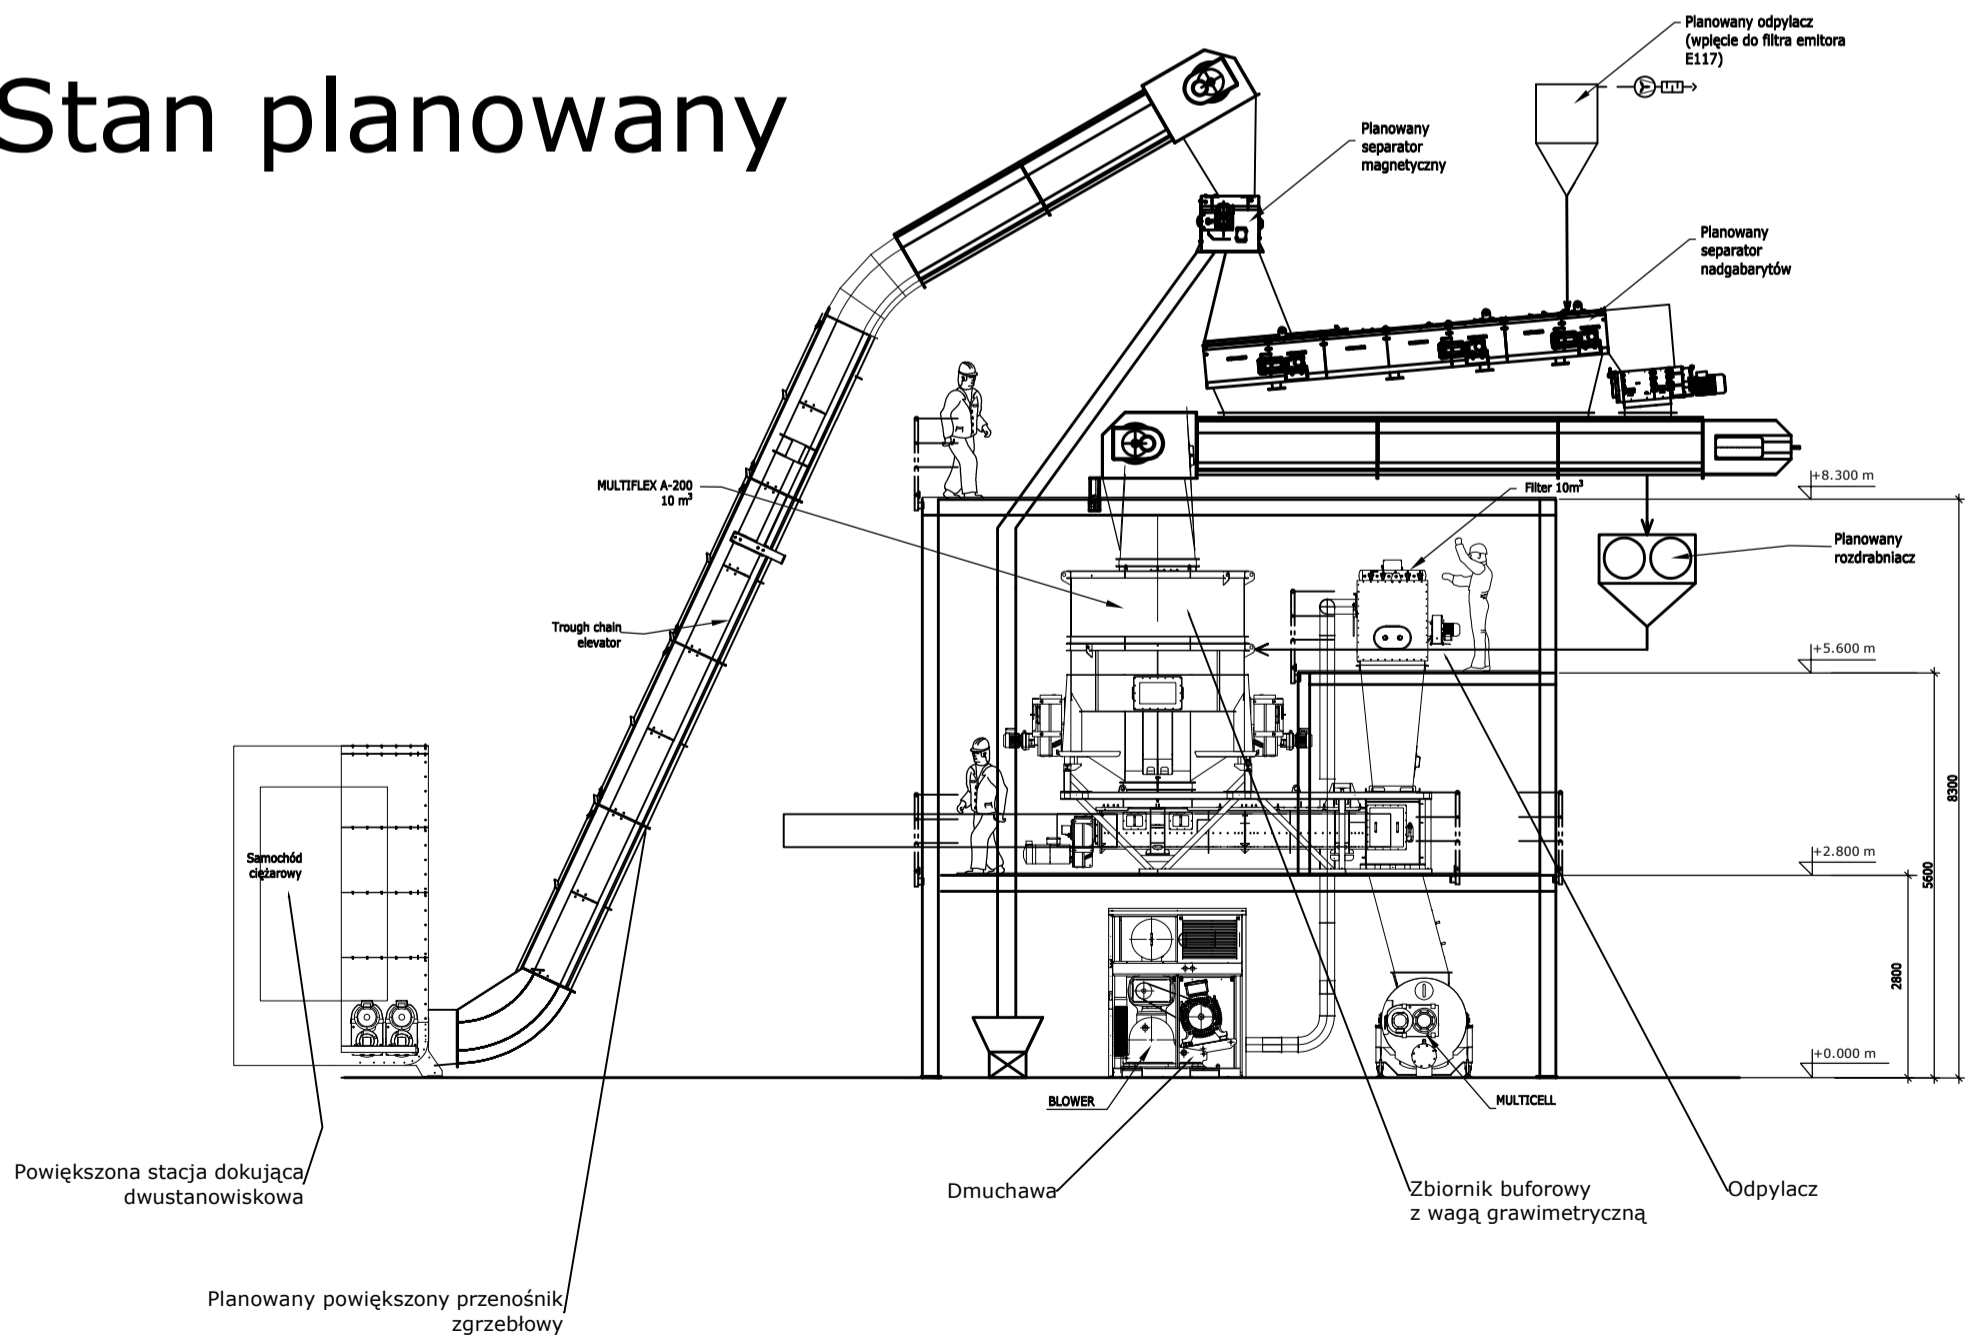 Stan planowany
Planowany odpylacz
(wpięcie do filtra emitora
E117)
Planowany
separator
magnetyczny
Planowany
separator
nadgabarytów
MULTIFLEX A-200
10 m³
Filter 10m³
+8.300 m
Planowany
rozdrabniacz
Trough chain
elevator
+5.600 m
8300
Samochód
ciężarowy
+2.800 m
5600
2800
+0.000 m
BLOWER
MULTICELL
Powiększona stacja dokująca
dwustanowiskowa
Dmuchawa
Zbiornik buforowy
z wagą grawimetryczną
Odpylacz
Planowany powiększony przenośnik
zgrzebłowy